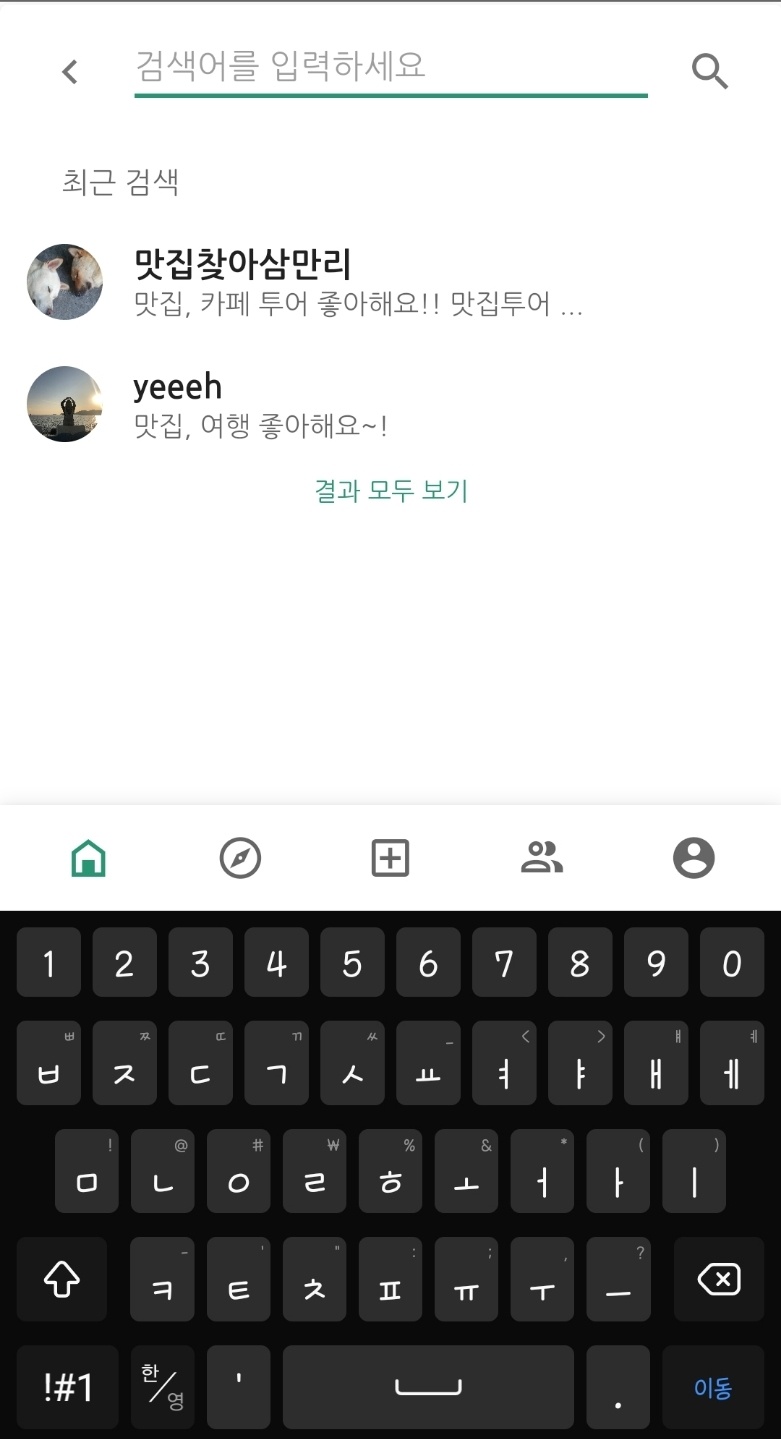 검색어를 입력하세요
최근 검색
맛집찾아삼만리
맛집, 카페 투어 좋아해요!! 맛집투어 ...
yeeeh
맛집, 여행 좋아해요~!
결과 모두 보기
1 2 3 4 5 6 7 8 9 0
ㅃ ㅉ ㄸ ㄲ ㅆ _ < > ㅒ ㅖ
ㅂ ㅈ ㄷ ㄱ ㅅ ㅛ ㅕ ㅑ ㅐ ㅔ
! @ # ₩ % & * ( )
ㅁ ㄴ ㅇ ㄹ ㅎ ㅗ ㅓ ㅏ ㅣ
- ' " : ; , ?
ㅋ ㅌ ㅊ ㅍ ㅠ ㅜ ㅡ
!#1 한/영 ' . 이동